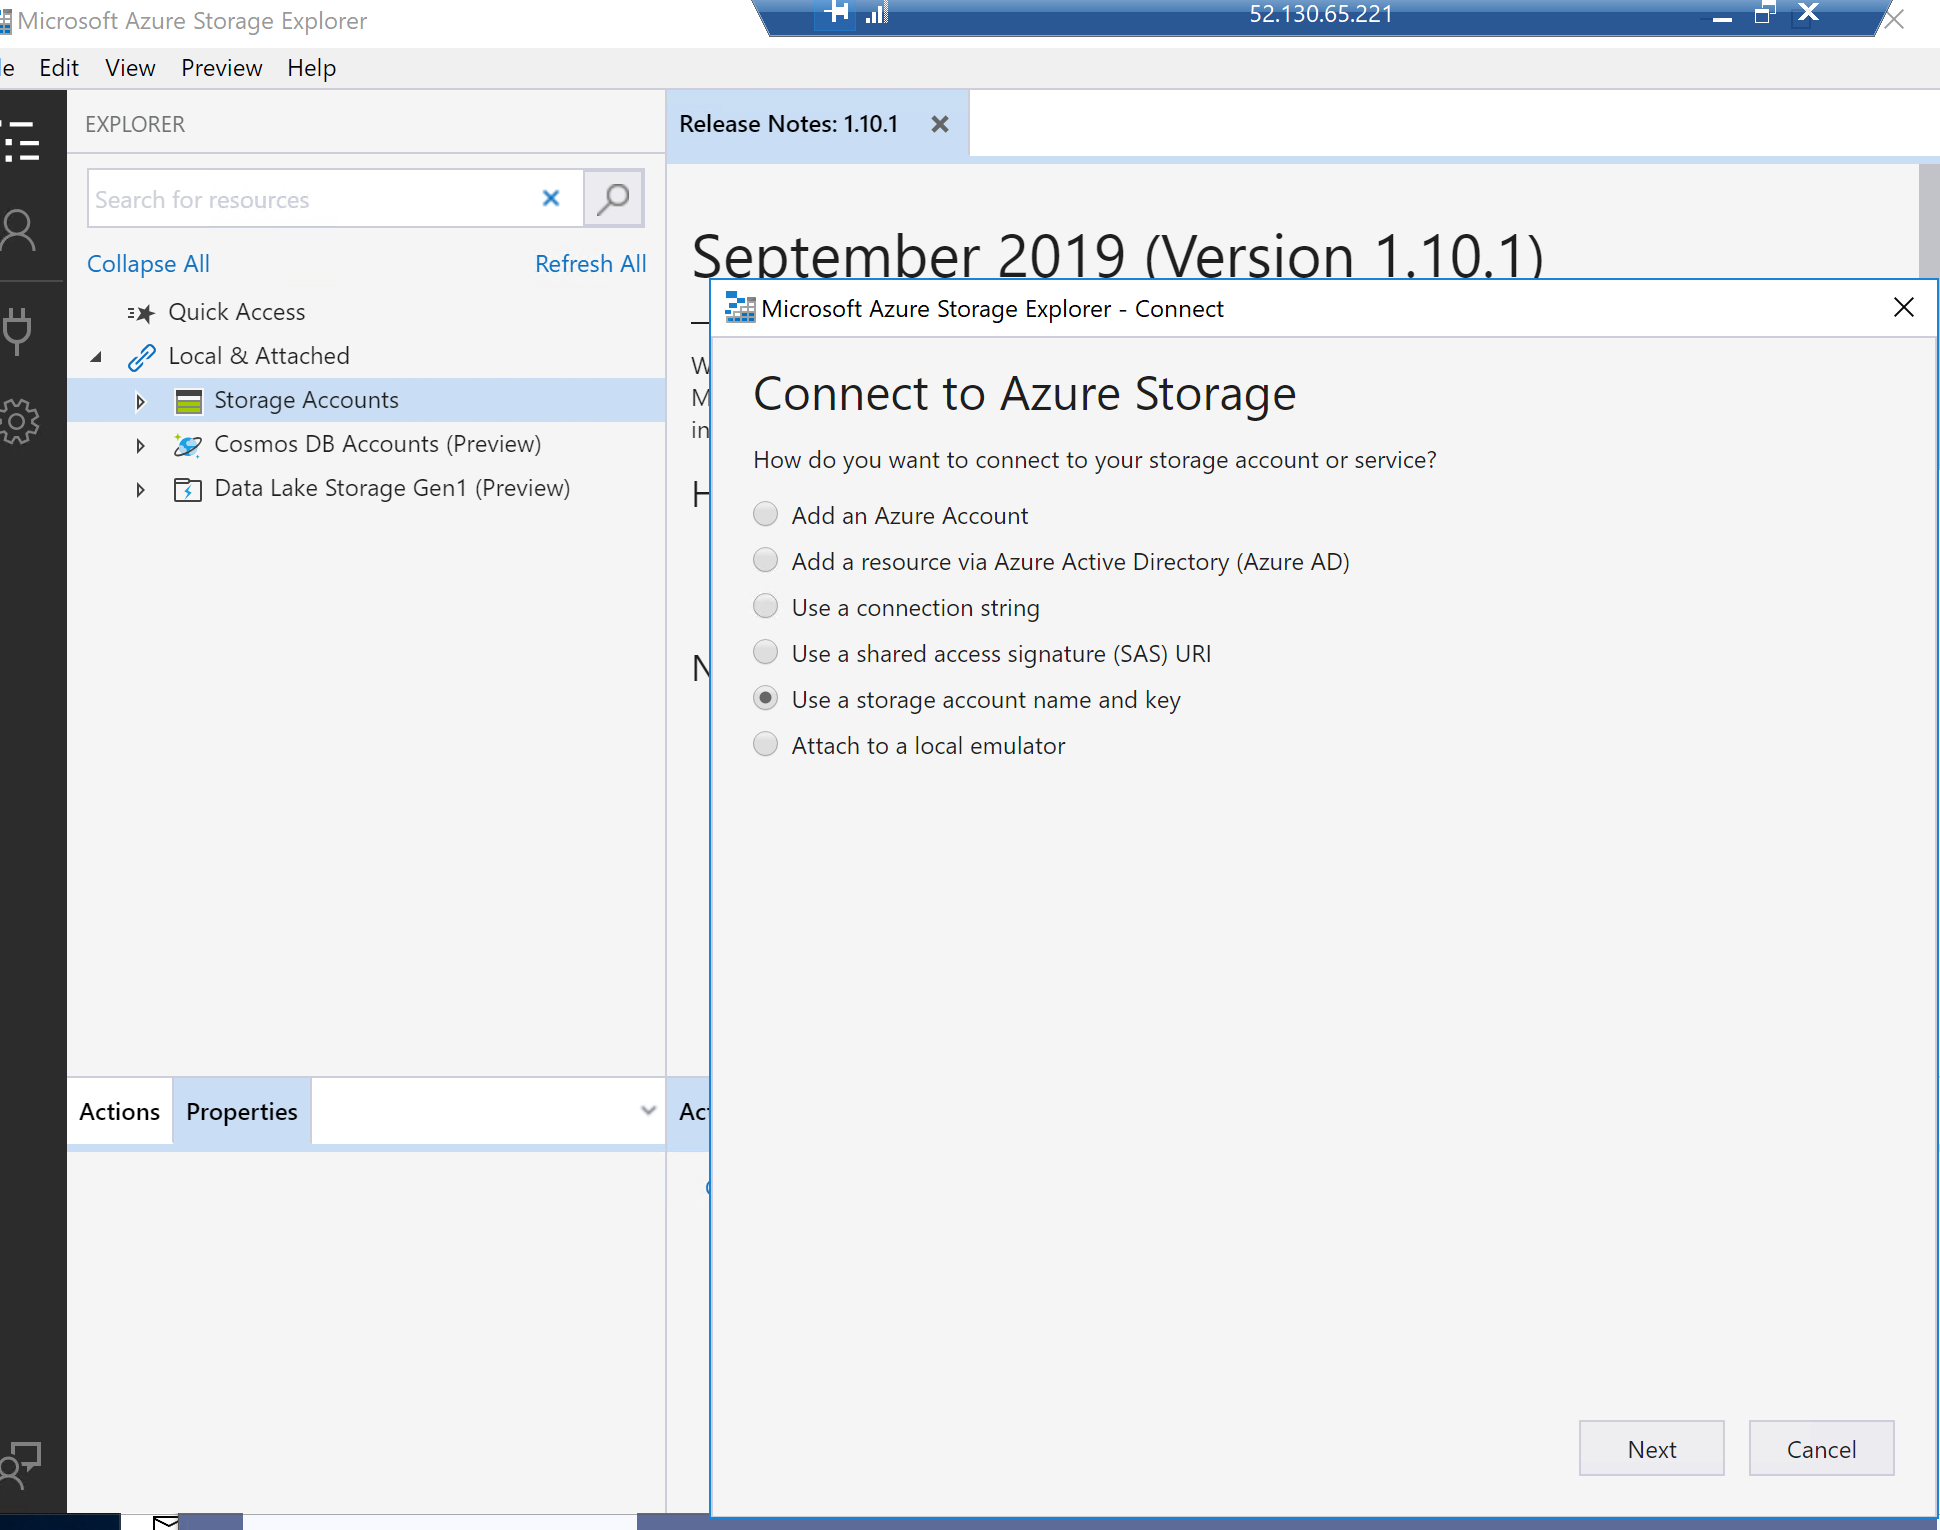 Microsoft Azure Storage Explorer
52.130.65.221
Edit View Preview Help
EXPLORER
Release Notes: 1.10.1
Search for resources
Collapse All
Refresh All
September 2019 (Version 1.10.1)
Quick Access
Local & Attached
Storage Accounts
Cosmos DB Accounts (Preview)
Data Lake Storage Gen1 (Preview)
Microsoft Azure Storage Explorer - Connect
Connect to Azure Storage
How do you want to connect to your storage account or service?
Add an Azure Account
Add a resource via Azure Active Directory (Azure AD)
Use a connection string
Use a shared access signature (SAS) URI
Use a storage account name and key
Attach to a local emulator
Actions
Properties
Next
Cancel